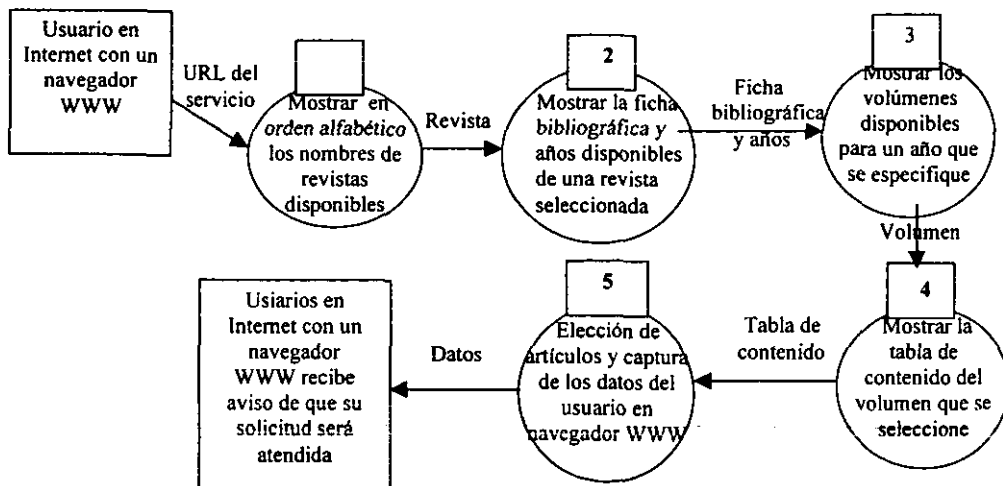 Usuario en
Internet con un
navegador
WWW
URL del
servicio
Mostrar en
orden alfabético
los nombres de
revistas
disponibles
Revista
2
Mostrar la ficha
bibliográfica y
años disponibles
de una revista
seleccionada
Ficha
bibliográfica
y años
3
Mostrar los
volúmenes
disponibles
para un año que
se especifique
Volumen
4
Mostrar la
tabla de
contenido del
volumen que se
seleccione
Tabla de
contenido
5
Elección de
artículos y captura
de los datos del
usuario en
navegador WWW
Datos
Usiarios en
Internet con un
navegador
WWW recibe
aviso de que su
solicitud será
atendida